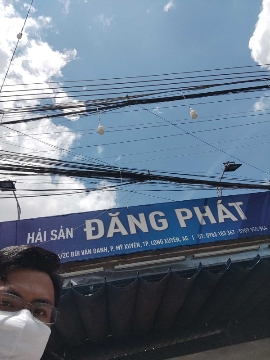 HẢI SẢN ĐĂNG PHÁT
BÙI VĂN DANH, P. MỸ XUYÊN, TP. LONG XUYÊN, AG